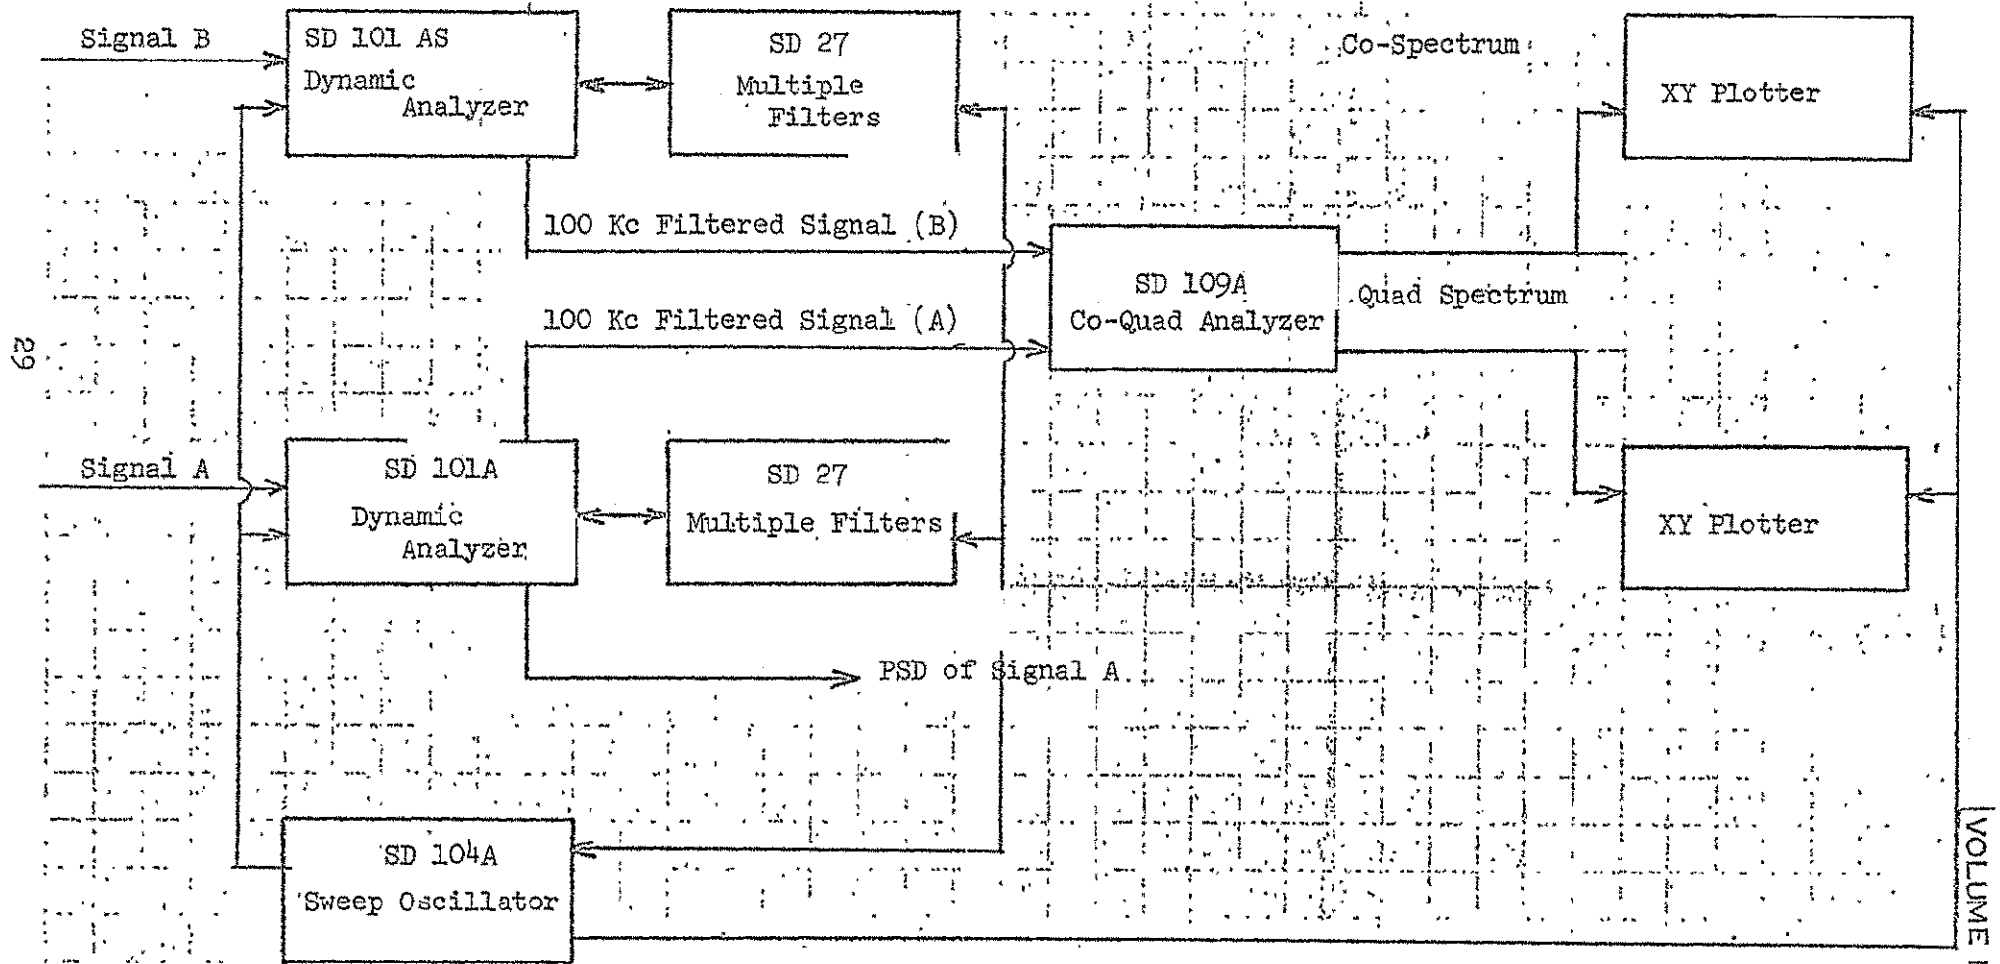 Signal B
SD 101 AS
Dynamic
Analyzer
SD 27
Multiple
Filters
Co-Spectrum
XY Plotter
100 Kc Filtered Signal (B)
SD 109A
Co-Quad Analyzer
Quad Spectrum
100 Kc Filtered Signal (A)
29
Signal A
SD 101A
Dynamic
Analyzer
SD 27
Multiple Filters
XY Plotter
PSD of Signal A
SD 104A
Sweep Oscillator
VOLUME I